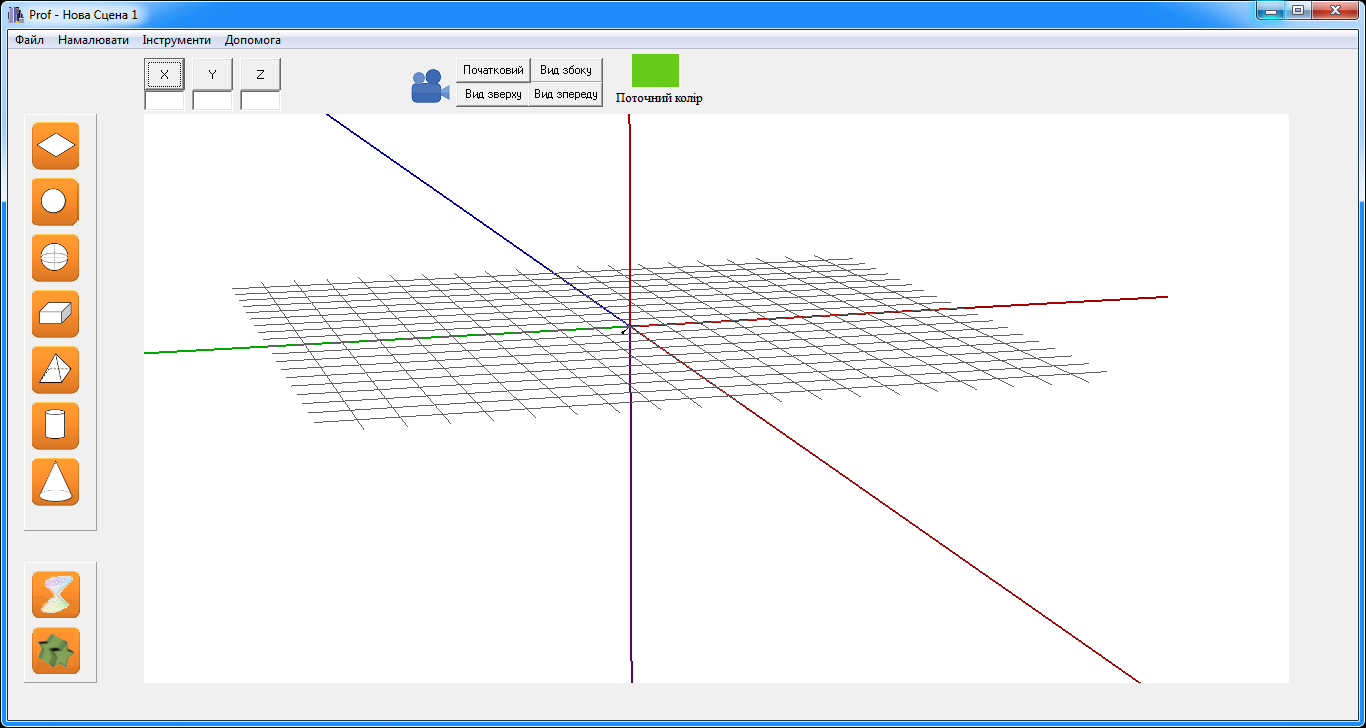 Prof - Нова Сцена 1
Файл Намалювати Інструменти Допомога
X Y Z
Початковий Вид збоку
Вид зверху Вид зпереду
Поточний колір